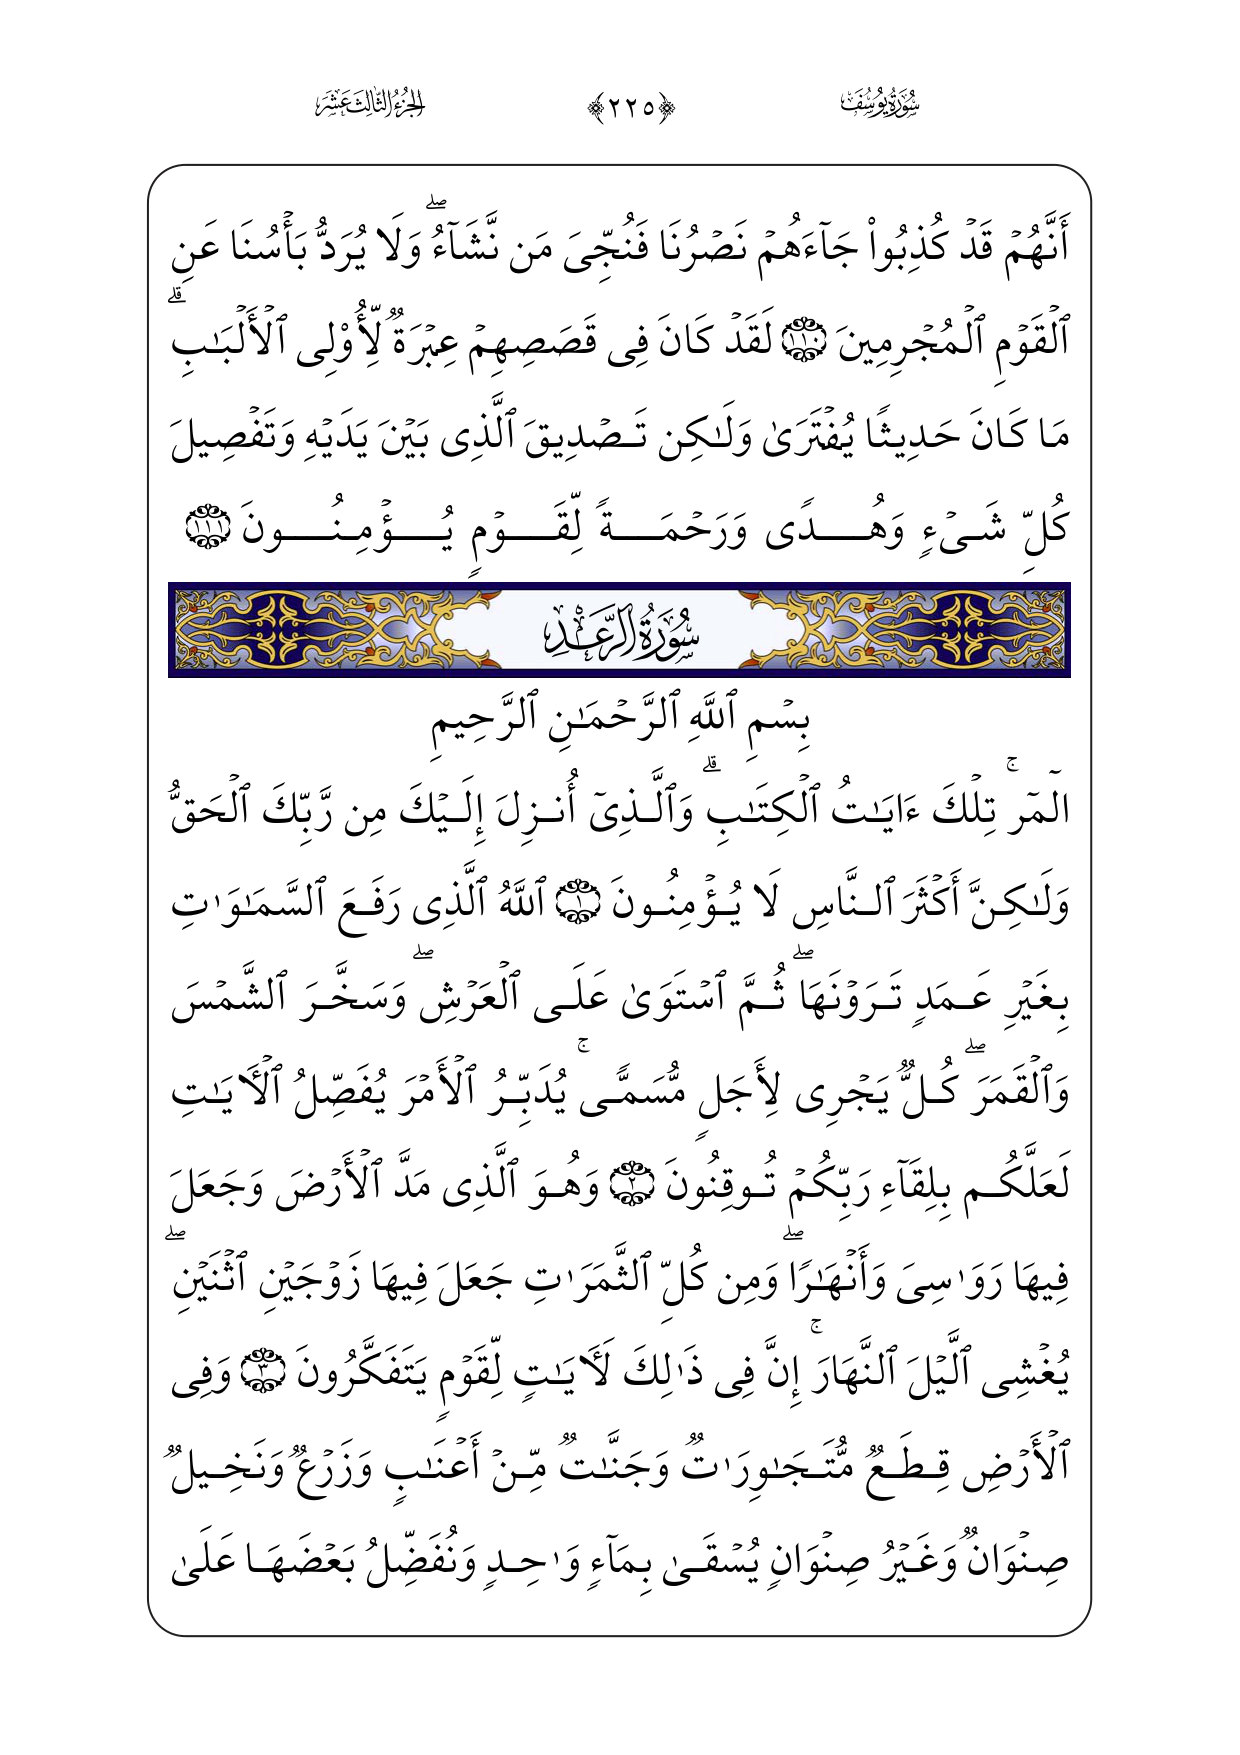 سُورَةُ يُوسُفَ ﴿٢٢٥﴾ الجُزْءُ الثَّالِثَ عَشَرَ
أَنَّهُمۡ قَدۡ كُذِبُواْ جَآءَهُمۡ نَصۡرُنَا فَنُجِّيَ مَن نَّشَآءُۖ وَلَا يُرَدُّ بَأۡسُنَا عَنِ
ٱلۡقَوۡمِ ٱلۡمُجۡرِمِينَ ١١٠ لَقَدۡ كَانَ فِي قَصَصِهِمۡ عِبۡرَةٞ لِّأُوْلِي ٱلۡأَلۡبَٰبِۗ
مَا كَانَ حَدِيثٗا يُفۡتَرَىٰ وَلَٰكِن تَصۡدِيقَ ٱلَّذِي بَيۡنَ يَدَيۡهِ وَتَفۡصِيلَ
كُلِّ شَيۡءٖ وَهُدٗى وَرَحۡمَةٗ لِّقَوۡمٖ يُؤۡمِنُونَ ١١١
سُورَةُ الرَّعۡدِ
بِسۡمِ ٱللَّهِ ٱلرَّحۡمَٰنِ ٱلرَّحِيمِ
الٓمٓرۚ تِلۡكَ ءَايَٰتُ ٱلۡكِتَٰبِۗ وَٱلَّذِيٓ أُنزِلَ إِلَيۡكَ مِن رَّبِّكَ ٱلۡحَقُّ
وَلَٰكِنَّ أَكۡثَرَ ٱلنَّاسِ لَا يُؤۡمِنُونَ ١ ٱللَّهُ ٱلَّذِي رَفَعَ ٱلسَّمَٰوَٰتِ
بِغَيۡرِ عَمَدٖ تَرَوۡنَهَاۖ ثُمَّ ٱسۡتَوَىٰ عَلَى ٱلۡعَرۡشِۖ وَسَخَّرَ ٱلشَّمۡسَ
وَٱلۡقَمَرَۖ كُلّٞ يَجۡرِي لِأَجَلٖ مُّسَمّٗىۚ يُدَبِّرُ ٱلۡأَمۡرَ يُفَصِّلُ ٱلۡأٓيَٰتِ
لَعَلَّكُم بِلِقَآءِ رَبِّكُمۡ تُوقِنُونَ ٢ وَهُوَ ٱلَّذِي مَدَّ ٱلۡأَرۡضَ وَجَعَلَ
فِيهَا رَوَٰسِيَ وَأَنۡهَٰرٗاۖ وَمِن كُلِّ ٱلثَّمَرَٰتِ جَعَلَ فِيهَا زَوۡجَيۡنِ ٱثۡنَيۡنِۖ
يُغۡشِي ٱلَّيۡلَ ٱلنَّهَارَۚ إِنَّ فِي ذَٰلِكَ لَأٓيَٰتٖ لِّقَوۡمٖ يَتَفَكَّرُونَ ٣ وَفِي
ٱلۡأَرۡضِ قِطَعٞ مُّتَجَٰوِرَٰتٞ وَجَنَّٰتٞ مِّنۡ أَعۡنَٰبٖ وَزَرۡعٞ وَنَخِيلٞ
صِنۡوَانٞ وَغَيۡرُ صِنۡوَانٖ يُسۡقَىٰ بِمَآءٖ وَٰحِدٖ وَنُفَضِّلُ بَعۡضَهَا عَلَىٰ